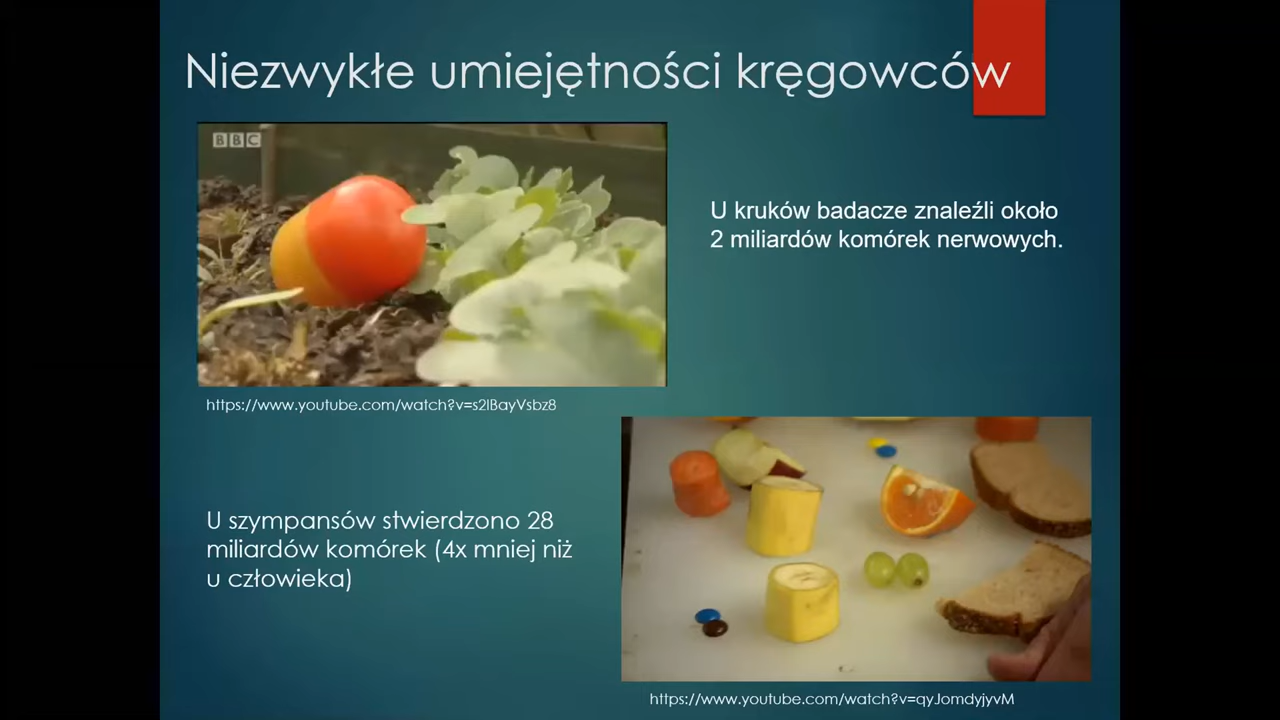 Niezwykłe umiejętności kręgowców
BBC
U kruków badacze znaleźli około
2 miliardów komórek nerwowych.
https://www.youtube.com/watch?v=s2IBayVsbz8
U szympansów stwierdzono 28
miliardów komórek (4x mniej niż
u człowieka)
https://www.youtube.com/watch?v=qyJomdyjyvM